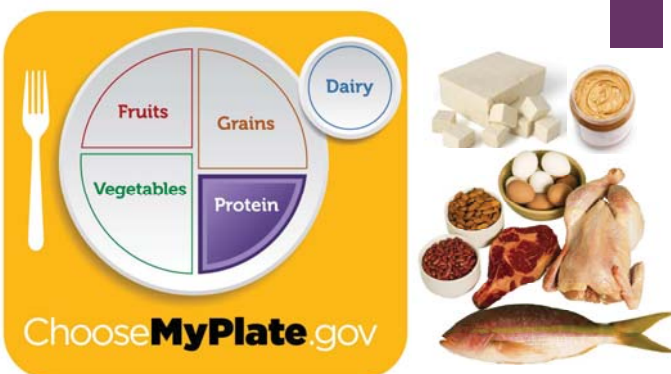 Fruits
Grains
Dairy
Vegetables
Protein
ChooseMyPlate.gov